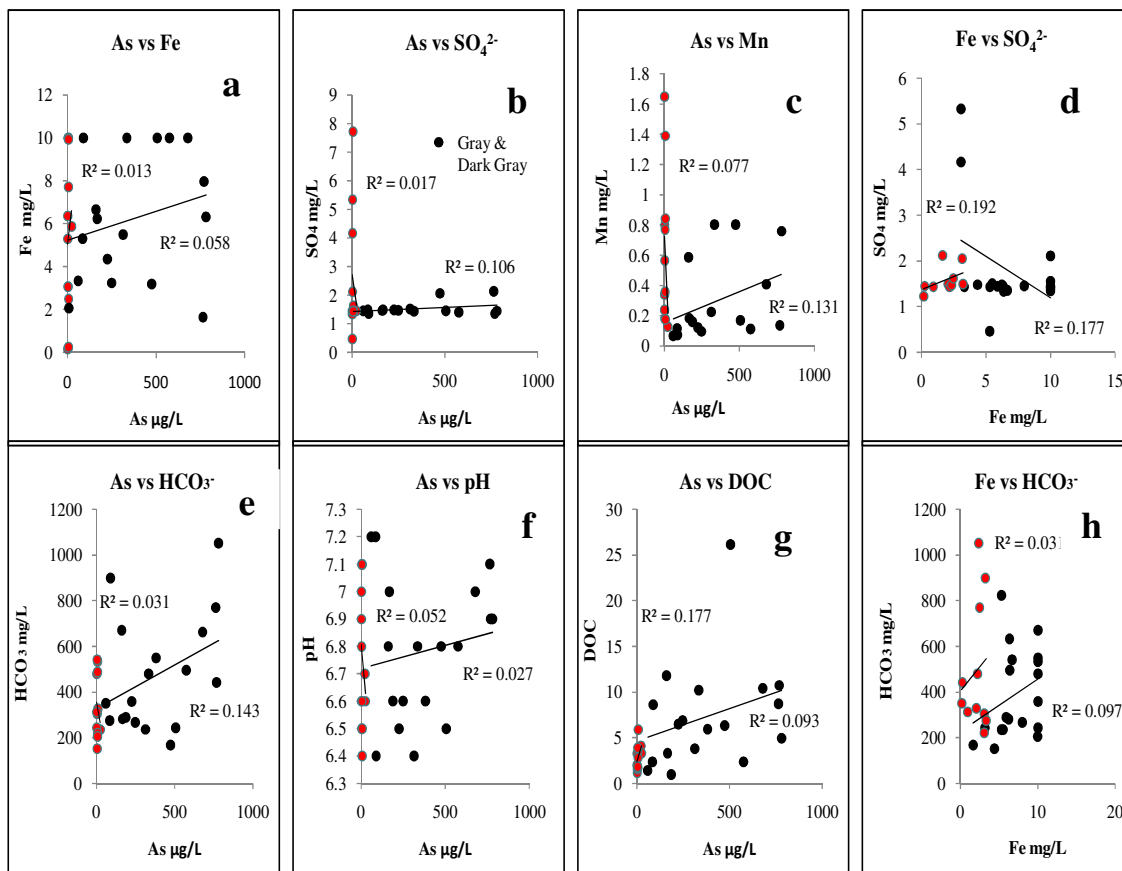 As vs Fe
a
12
10
8
6
4
2
0
Fe mg/L
R² = 0.013
R² = 0.058
0 500 1000
As µg/L
As vs SO₄²⁻
b
9
8
7
6
5
4
3
2
1
0
SO₄ mg/L
Gray &
Dark Gray
R² = 0.017
R² = 0.106
0 500 1000
As µg/L
As vs Mn
c
1.8
1.6
1.4
1.2
1
0.8
0.6
0.4
0.2
0
Mn mg/L
R² = 0.077
R² = 0.131
0 500 1000
As µg/L
Fe vs SO₄²⁻
d
6
5
4
3
2
1
0
SO₄ mg/L
R² = 0.192
R² = 0.177
0 5 10 15
Fe mg/L
As vs HCO₃⁻
e
1200
1000
800
600
400
200
0
HCO₃ mg/L
R² = 0.031
R² = 0.143
0 500 1000
As µg/L
As vs pH
f
7.3
7.2
7.1
7
6.9
6.8
6.7
6.6
6.5
6.4
6.3
pH
R² = 0.052
R² = 0.027
0 500 1000
As µg/L
As vs DOC
g
30
25
20
15
10
5
0
DOC
R² = 0.177
R² = 0.093
0 500 1000
As µg/L
Fe vs HCO₃⁻
h
1200
1000
800
600
400
200
0
HCO₃ mg/L
R² = 0.031
R² = 0.097
0 10 20
Fe mg/L